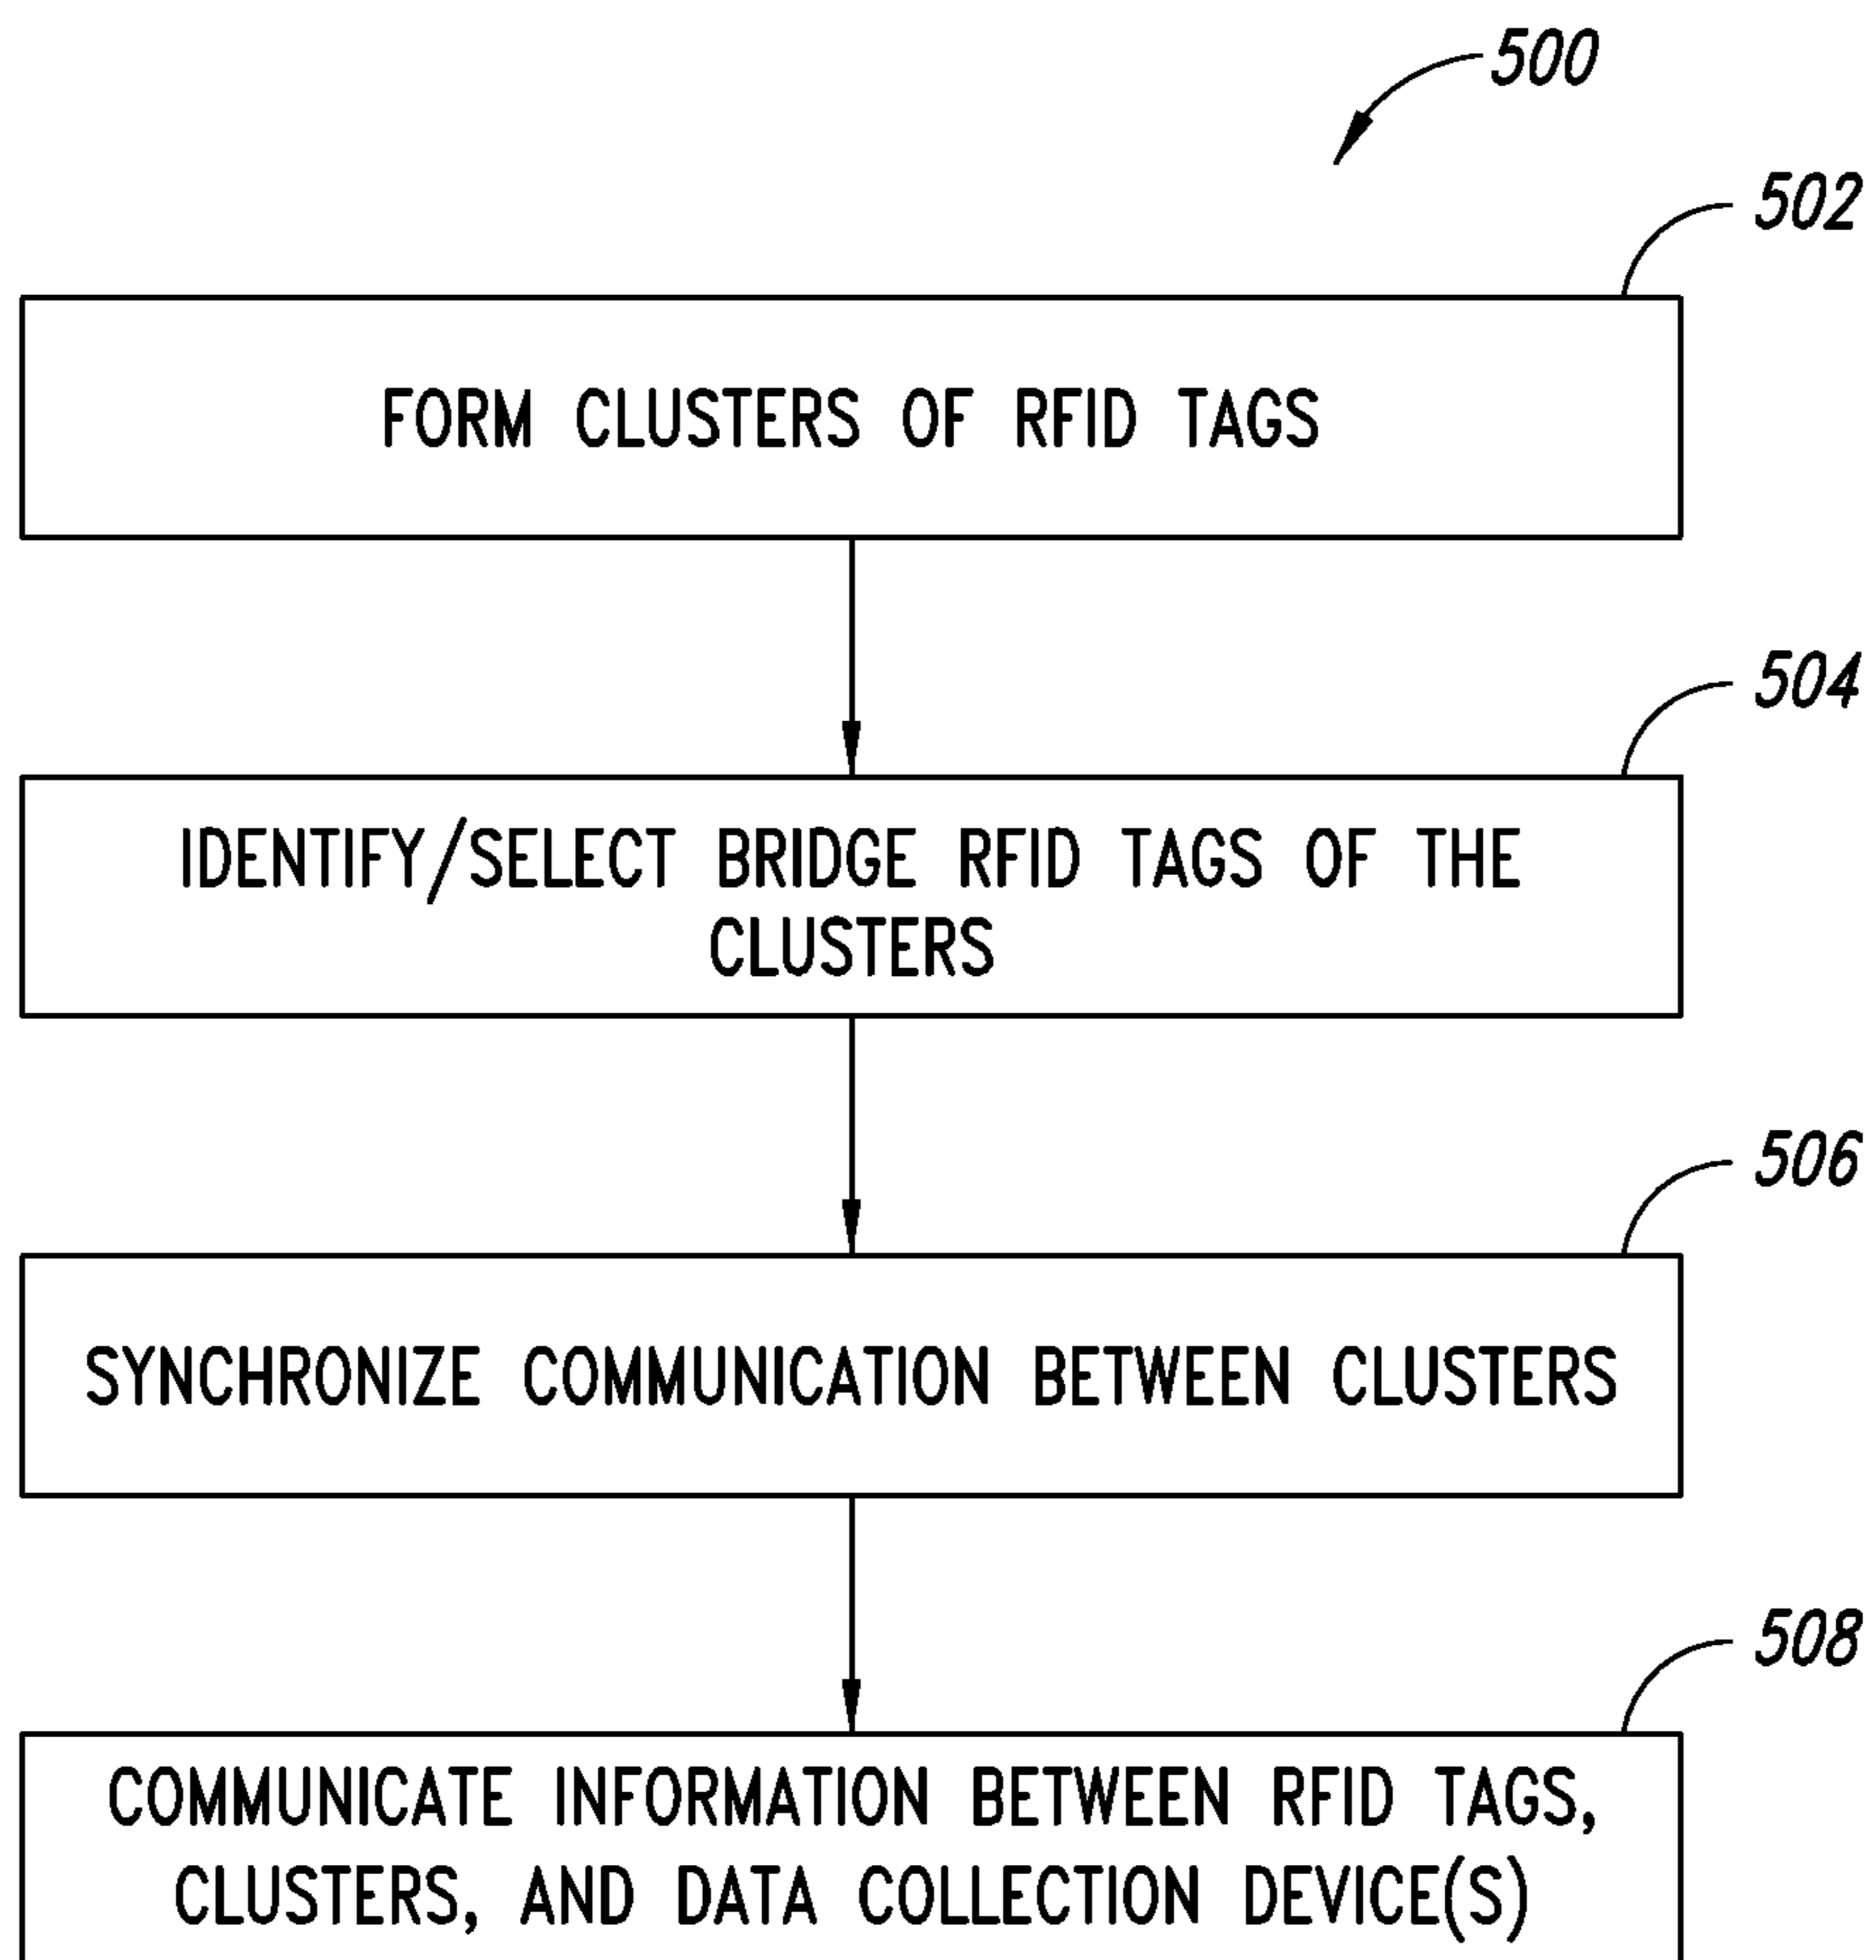 500
502
FORM CLUSTERS OF RFID TAGS
504
IDENTIFY/SELECT BRIDGE RFID TAGS OF THE
CLUSTERS
506
SYNCHRONIZE COMMUNICATION BETWEEN CLUSTERS
508
COMMUNICATE INFORMATION BETWEEN RFID TAGS,
CLUSTERS, AND DATA COLLECTION DEVICE(S)